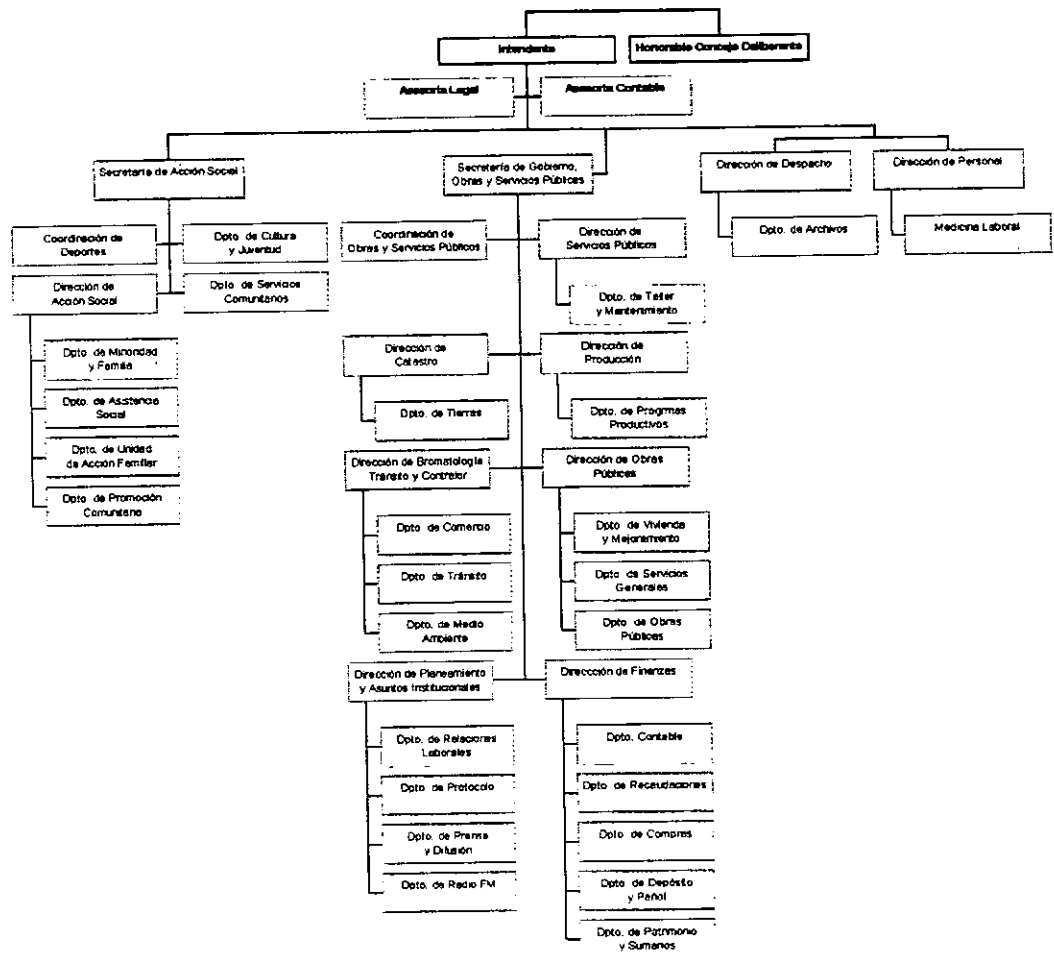 Intendente
Honorable Concejo Deliberante
Asesoría Legal
Asesoría Contable
Secretaría de Acción Social
Secretaría de Gobierno,
Obras y Servicios Públicos
Dirección de Despacho
Dirección de Personal
Coordinación de
Deportes
Dpto. de Cultura
y Juventud
Coordinación de
Obras y Servicios Públicos
Dirección de
Servicios Públicos
Dpto. de Archivos
Medicina Laboral
Dirección de
Acción Social
Dpto. de Servicios
Comunitarios
Dpto. de Taller
y Mantenimiento
Dpto. de Minoridad
y Familia
Dpto. de Asistencia
Social
Dpto. de Unidad
de Acción Familiar
Dpto. de Promoción
Comunitaria
Dirección de
Catastro
Dirección de
Producción
Dpto. de Tierras
Dpto. de Progrmas
Productivos
Dirección de Bromatología
Tránsito y Contralor
Dirección de Obras
Públicas
Dpto. de Comercio
Dpto. de Vivienda
y Mejoramiento
Dpto. de Tránsito
Dpto. de Servicios
Generales
Dpto. de Medio
Ambiente
Dpto. de Obras
Públicas
Dirección de Planeamiento
y Asuntos Institucionales
Direcclón de Finanzas
Dpto. de Relaciones
Laborales
Dpto. Contable
Dpto. de Protocolo
Dpto. de Recaudaciones
Dpto. de Prensa
y Difusión
Dpto. de Compras
Dpto. de Radio FM
Dpto. de Depósito
y Pañol
Dpto. de Patrimonio
y Sumarios